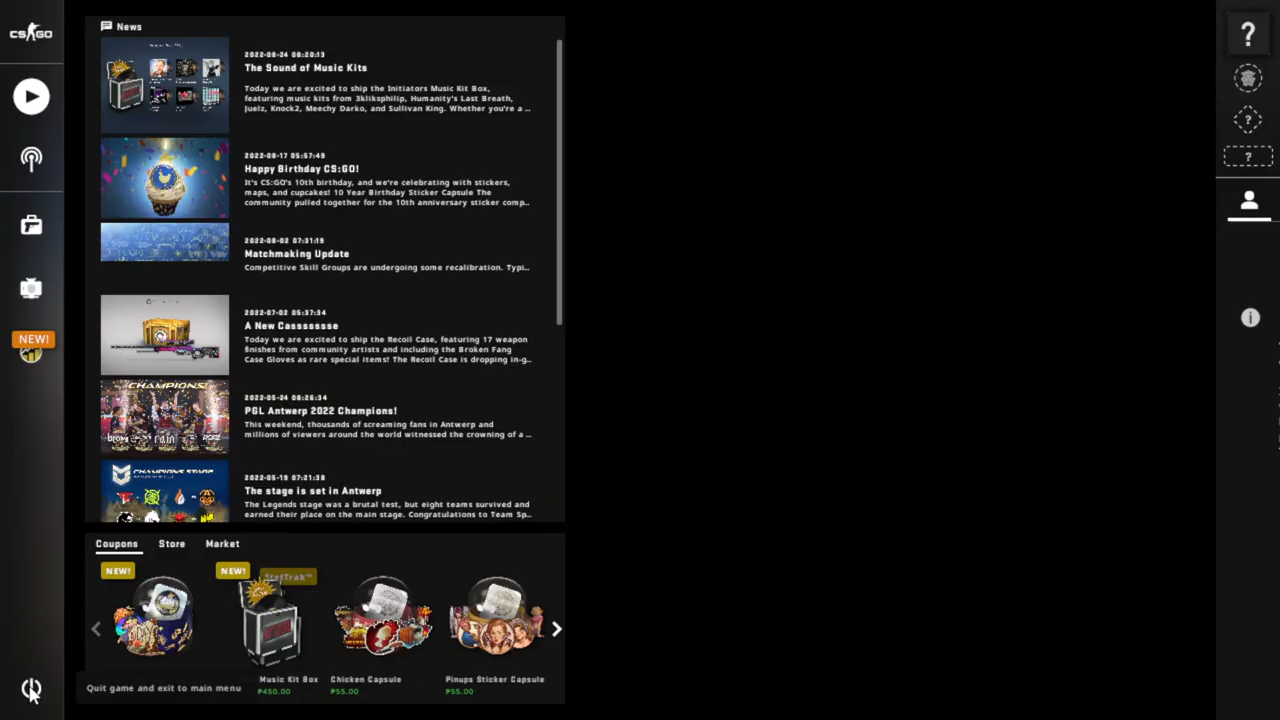 CS:GO
News
2022-08-24 08:20:13
The Sound of Music Kits
Today we are excited to ship the Initiators Music Kit Box,
featuring music kits from 3kliksphilip, Humanity's Last Breath,
Juelz, Knock2, Meechy Darko, and Sullivan King. Whether you're a ...
2022-08-17 05:57:49
Happy Birthday CS:GO!
It's CS:GO's 10th birthday, and we're celebrating with stickers,
maps, and cupcakes! 10 Year Birthday Sticker Capsule The
community pulled together for the 10th anniversary sticker comp..
2022-08-02 07:31:19
Matchmaking Update
Competitive Skill Groups are undergoing some recalibration. Typi..
NEW!
2022-07-02 05:37:34
A New Casssssse
Today we are excited to ship the Recoil Case, featuring 17 weapon
finishes from community artists and including the Broken Fang
Case Gloves as rare special items! The Recoil Case is dropping in-g..
CHAMPIONS!
2022-05-24 08:26:34
PGL Antwerp 2022 Champions!
This weekend, thousands of screaming fans in Antwerp and
millions of viewers around the world witnessed the crowning of a ...
rain
CHAMPIONS STAGE
2022-05-19 07:21:38
The stage is set in Antwerp
The Legends stage was a brutal test, but eight teams survived and
earned their place on the main stage. Congratulations to Team Sp..
Coupons Store Market
NEW!
NEW!
StatTrak™
Music Kit Box
₱450.00
Chicken Capsule
₱55.00
Pinups Sticker Capsule
₱55.00
Quit game and exit to main menu